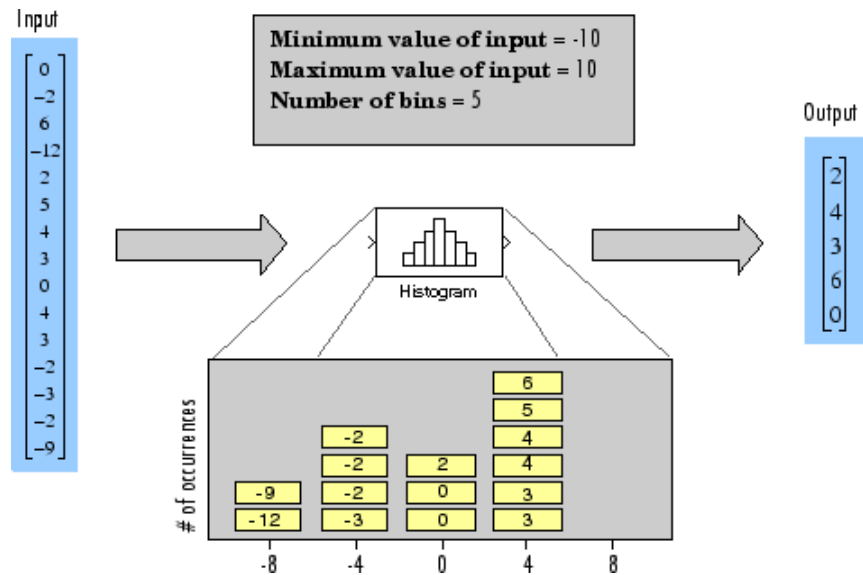 Input
0
−2
6
−12
2
5
4
3
0
4
3
−2
−3
−2
−9
Minimum value of input = -10
Maximum value of input = 10
Number of bins = 5
Output
2
4
3
6
0
Histogram
# of occurrences
6
5
-2 4
-2 2 4
-9 -2 0 3
-12 -3 0 3
-8 -4 0 4 8